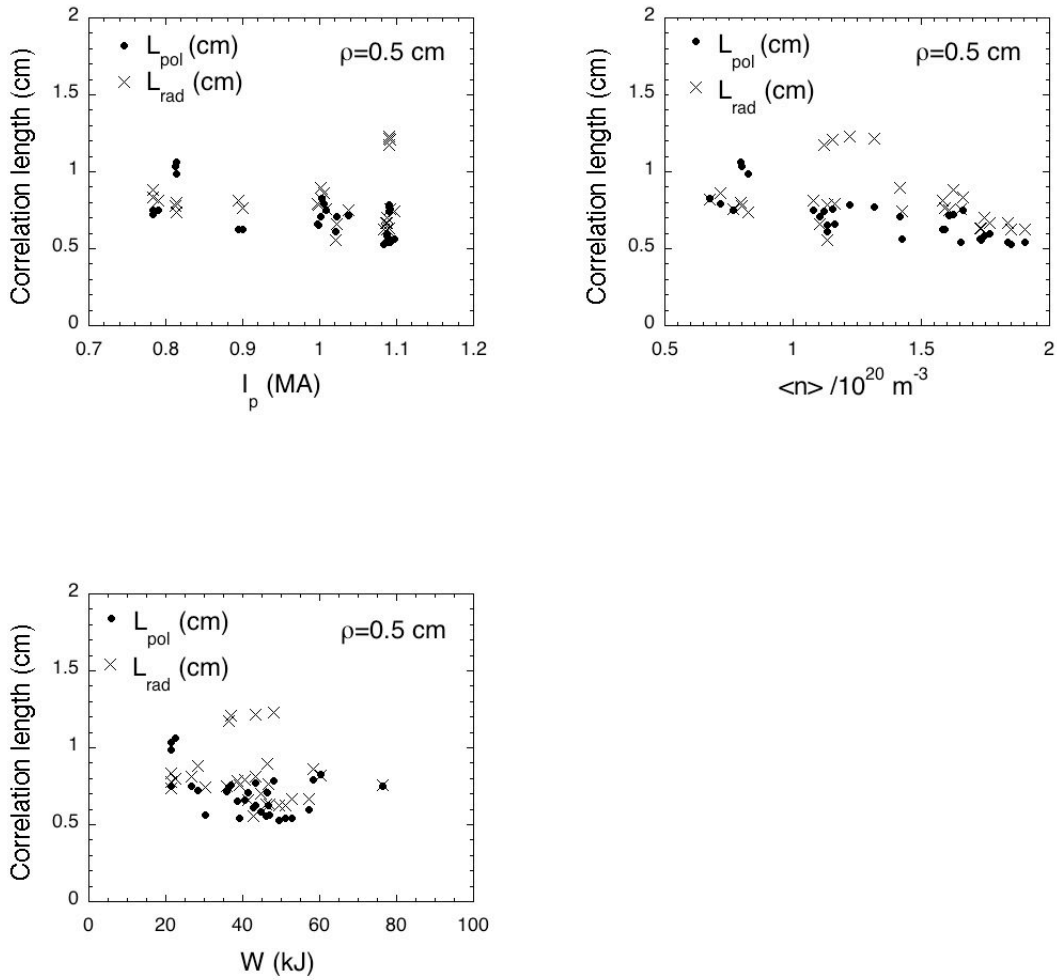 2
1.5
1
0.5
0
Correlation length (cm)
L_pol (cm)
L_rad (cm)
ρ=0.5 cm
0.7 0.8 0.9 1 1.1 1.2
I_p (MA)
2
1.5
1
0.5
0
Correlation length (cm)
L_pol (cm)
L_rad (cm)
ρ=0.5 cm
0.5 1 1.5 2
<n> /10^20 m^-3
2
1.5
1
0.5
0
Correlation length (cm)
L_pol (cm)
L_rad (cm)
ρ=0.5 cm
0 20 40 60 80 100
W (kJ)